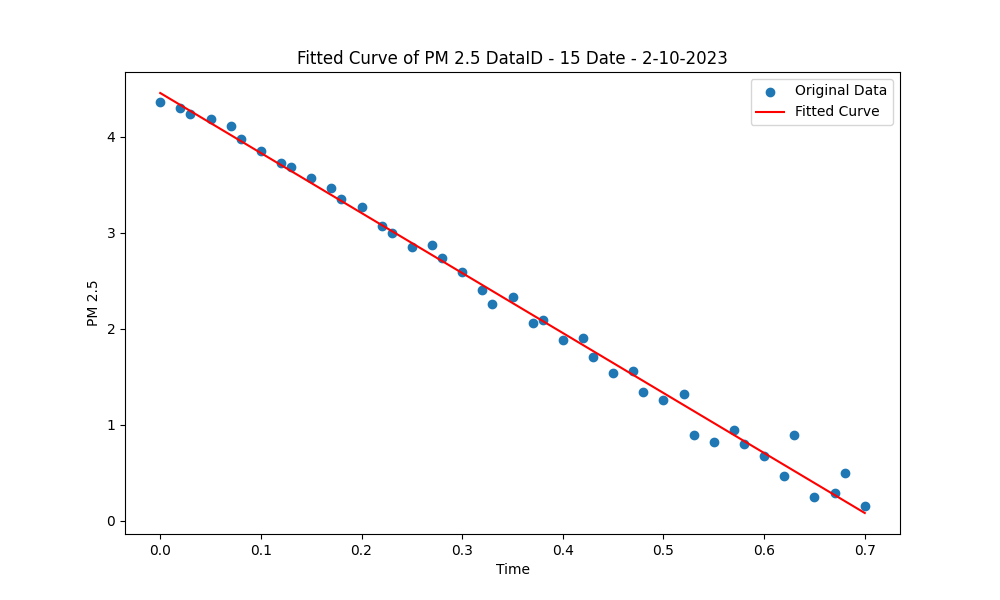 Fitted Curve of PM 2.5 DataID - 15 Date - 2-10-2023
Original Data
Fitted Curve
PM 2.5
4
3
2
1
0
0.0 0.1 0.2 0.3 0.4 0.5 0.6 0.7
Time